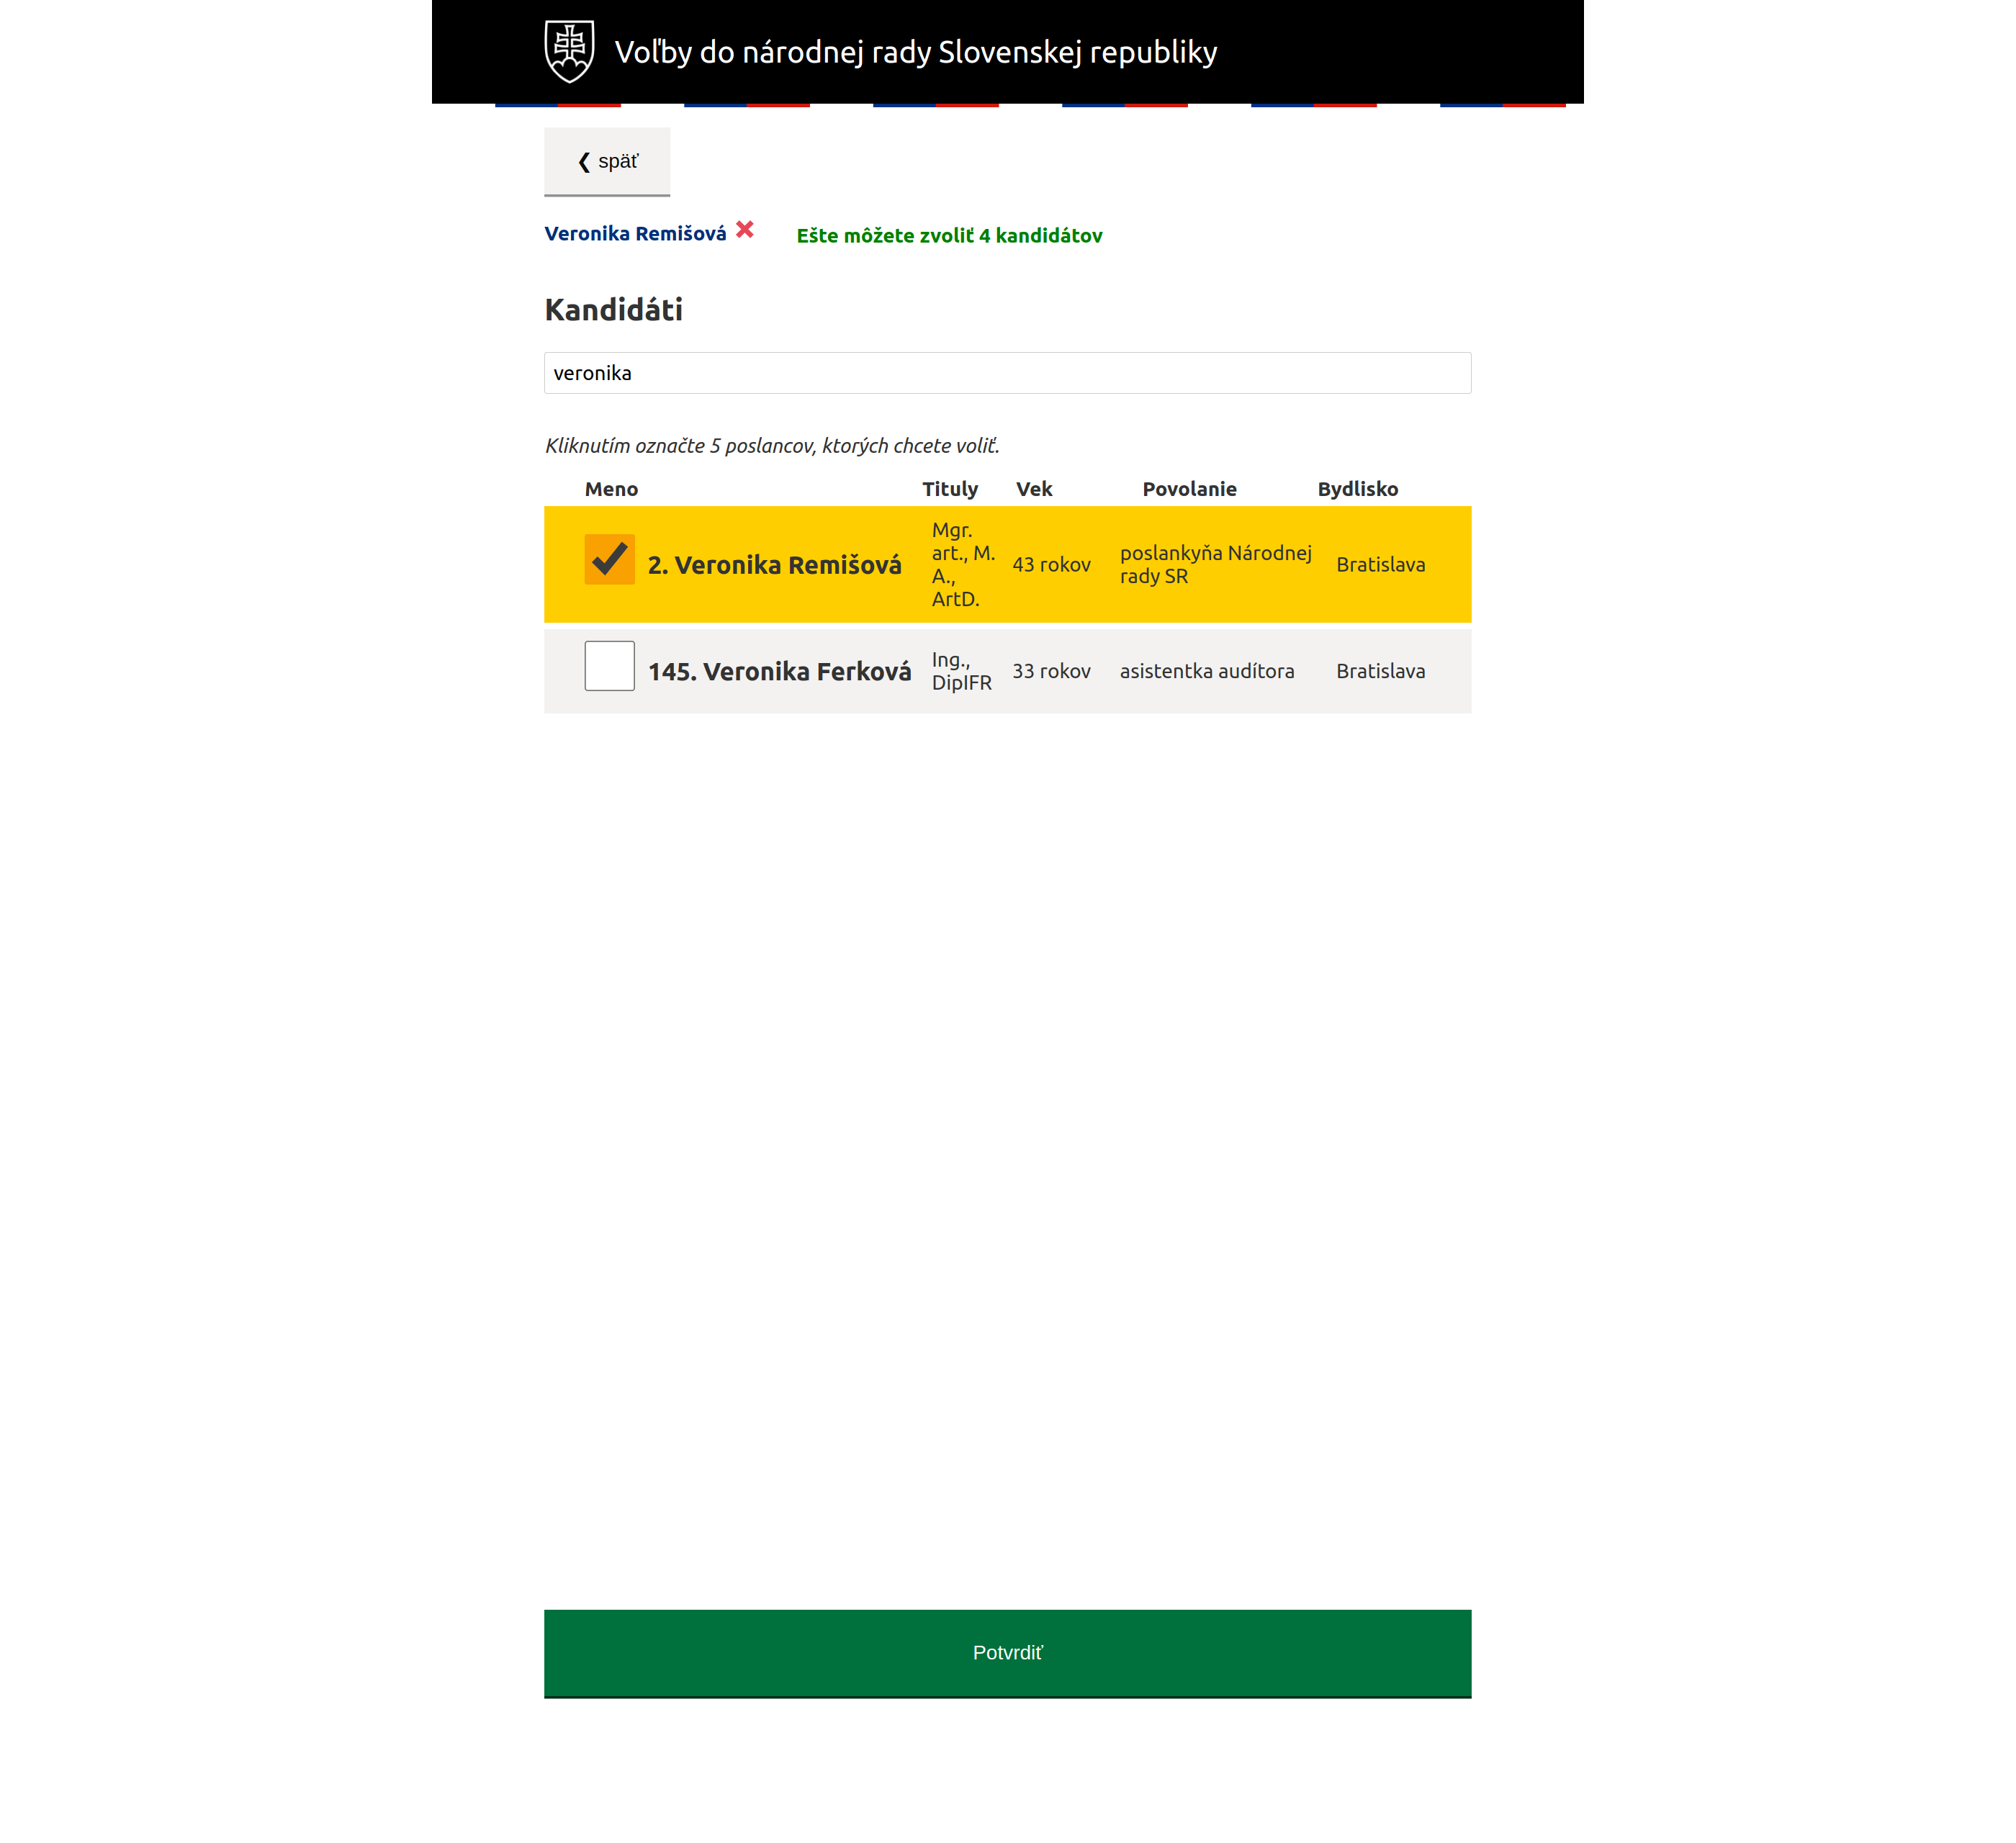 Voľby do národnej rady Slovenskej republiky
❮ späť
Veronika Remišová ✖ Ešte môžete zvoliť 4 kandidátov
Kandidáti
veronika
Kliknutím označte 5 poslancov, ktorých chcete voliť.
Meno Tituly Vek Povolanie Bydlisko
2. Veronika Remišová
Mgr.
art., M.
A.,
ArtD.
43 rokov
poslankyňa Národnej
rady SR
Bratislava
145. Veronika Ferková
Ing.,
DipIFR
33 rokov
asistentka audítora
Bratislava
Potvrdiť